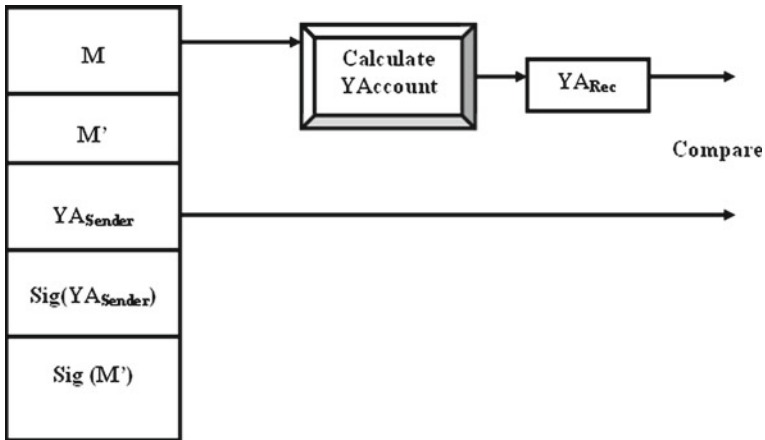 M
Calculate
YAccount
YARec
M’
Compare
YASender
Sig(YASender)
Sig (M’)